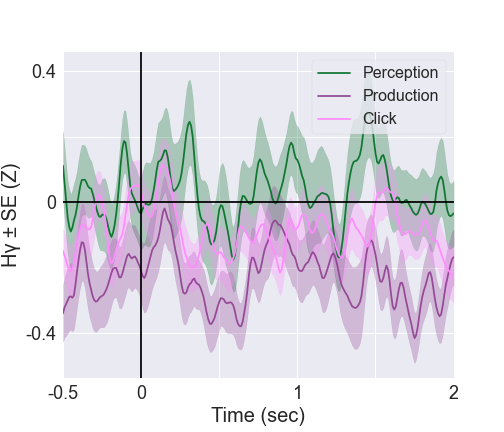 Perception
Production
Click
0.4
0
-0.4
Hγ ± SE (Z)
-0.5
0
1
2
Time (sec)